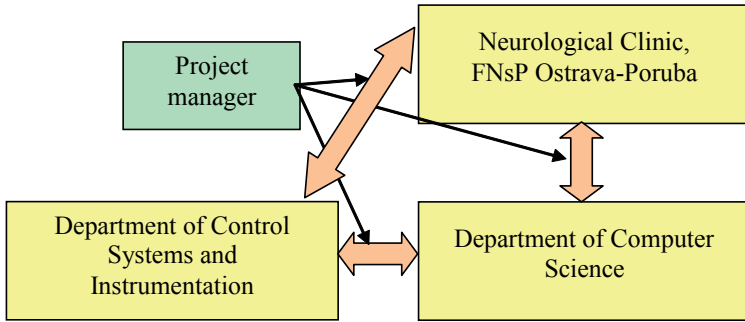 Project
manager
Neurological Clinic,
FNsP Ostrava-Poruba
Department of Control
Systems and
Instrumentation
Department of Computer
Science